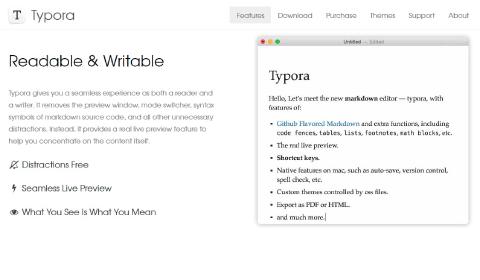 T Typora
Features Download Purchase Themes Support About
Readable & Writable
Typora gives you a seamless experience as both a reader and
a writer. It removes the preview window, mode switcher, syntax
symbols of markdown source code, and all other unnecessary
distractions. Instead, it provides a real live preview feature to
help you concentrate on the content itself.
Distractions Free
Seamless Live Preview
What You See Is What You Mean
Untitled — Edited
Typora
Hello, Let's meet the new markdown editor — typora, with
features of:
• Github Flavored Markdown and extra functions, including
code fences, tables, lists, footnotes, math blocks, etc.
• The real live preview.
• Shortcut keys.
• Native features on mac, such as auto-save, version control,
spell check, etc.
• Custom themes controlled by css files.
• Export as PDF or HTML.
• and much more.